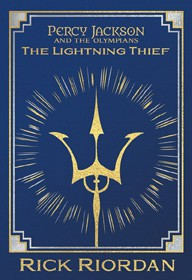 PERCY JACKSON
AND THE OLYMPIANS
THE LIGHTNING THIEF
RICK RIORDAN